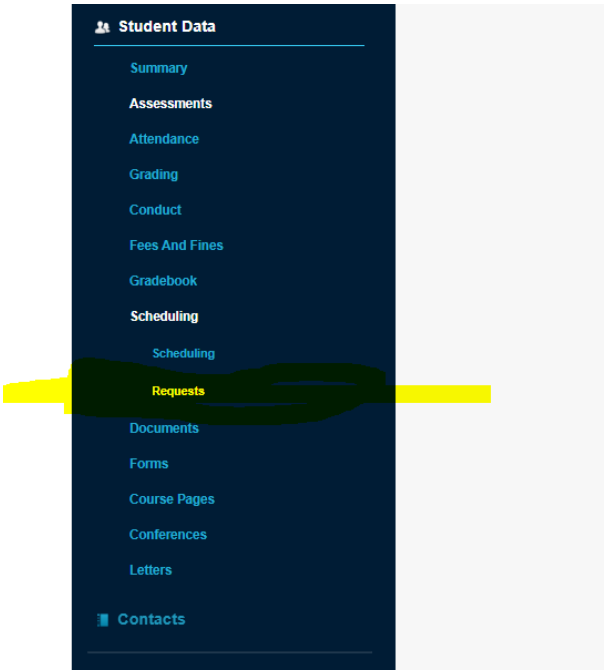 Student Data
Summary
Assessments
Attendance
Grading
Conduct
Fees And Fines
Gradebook
Scheduling
Scheduling
Requests
Documents
Forms
Course Pages
Conferences
Letters
Contacts